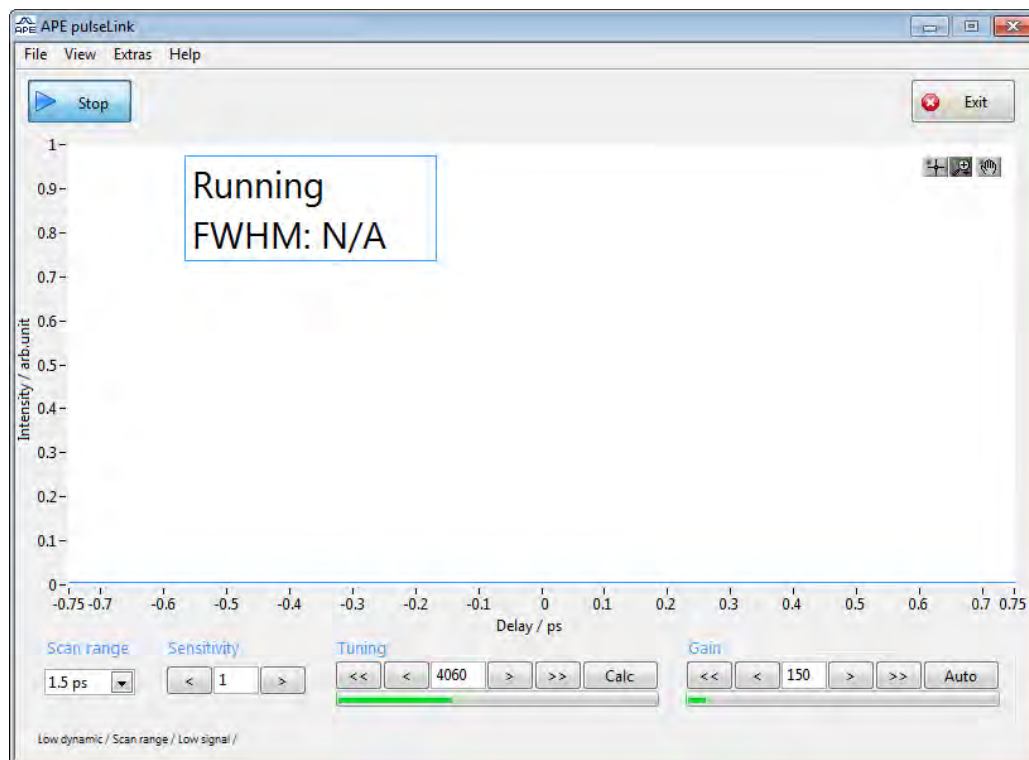 APE APE pulseLink
File View Extras Help
Stop
Exit
Running
FWHM: N/A
1
0.9
0.8
0.7
0.6
0.5
0.4
0.3
0.2
0.1
0
Intensity / arb.unit
-0.75 -0.7 -0.6 -0.5 -0.4 -0.3 -0.2 -0.1 0 0.1 0.2 0.3 0.4 0.5 0.6 0.7 0.75
Delay / ps
Scan range Sensitivity Tuning Gain
1.5 ps < 1 > << < 4060 > >> Calc << < 150 > >> Auto
Low dynamic / Scan range / Low signal /